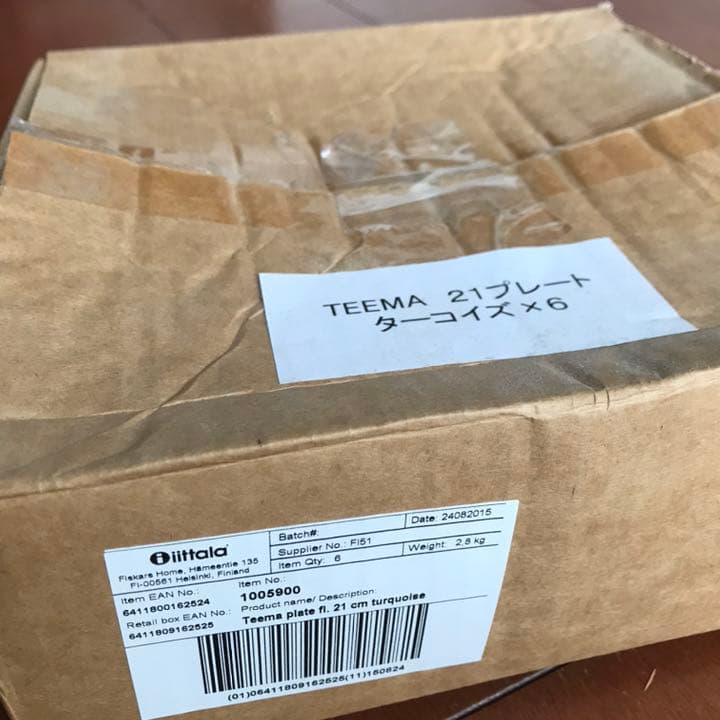 TEEMA 21プレート
ターコイズ×6
iittala
Fiskars Home, Hämeentie 135
FI-00561 Helsinki, Finland
Batch#:
Date: 24082015
Supplier No.: FI51
Item Qty: 6
Weight: 2.8 kg
Item EAN No.:
6411800162524
Retail box EAN No.:
6411809162525
Item No.:
1005900
Product name/ Description:
Teema plate fl. 21 cm turquoise
(01)06411809162525(11)150824